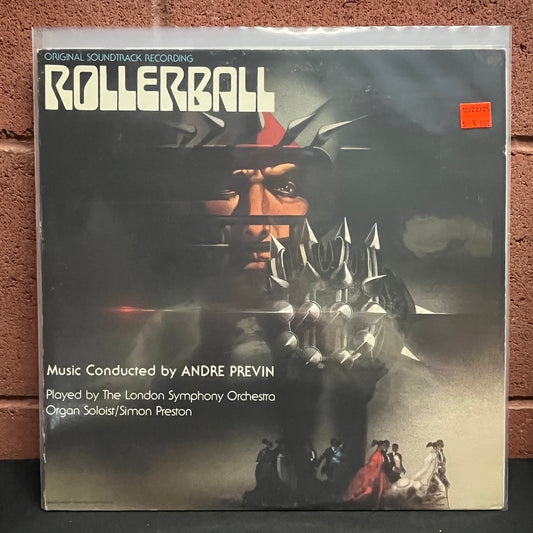 ORIGINAL SOUNDTRACK RECORDING
ROLLERBALL
Music Conducted by ANDRE PREVIN
Played by The London Symphony Orchestra
Organ Soloist/Simon Preston